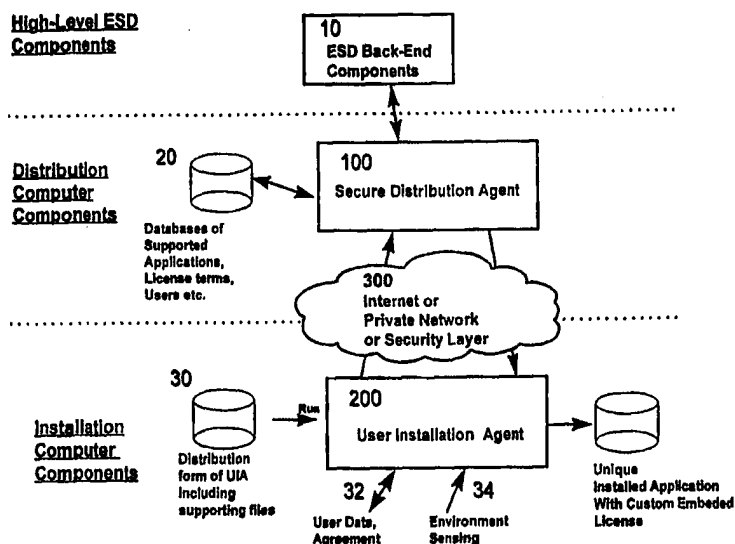 High-Level ESD
Components
10
ESD Back-End
Components
Distribution
Computer
Components
20
Databases of
Supported
Applications,
License terms,
Users etc.
100
Secure Distribution Agent
300
Internet or
Private Network
or Security Layer
Installation
Computer
Components
30
Distribution
form of UIA
including
supporting files
Run
200
User Installation Agent
32
User Data,
Agreement
34
Environment
Sensing
Unique
Installed Application
With Custom Embeded
License